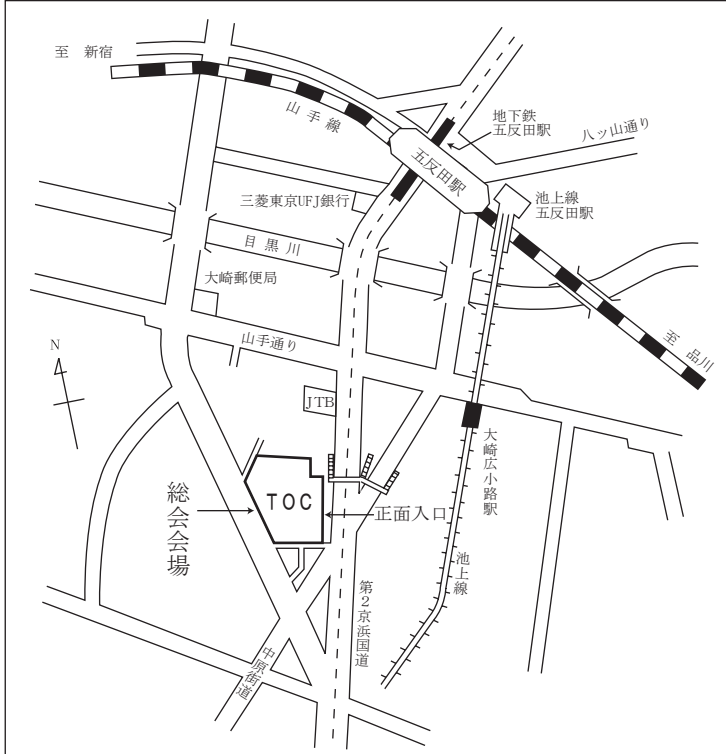 至 新宿
山手線
地下鉄
五反田駅
八ッ山通り
五反田駅
池上線
五反田駅
三菱東京UFJ銀行
目黒川
大崎郵便局
山手通り
至 品川
N
JTB
大崎広小路駅
TOC
総会会場
正面入口
池上線
第2京浜国道
中原街道